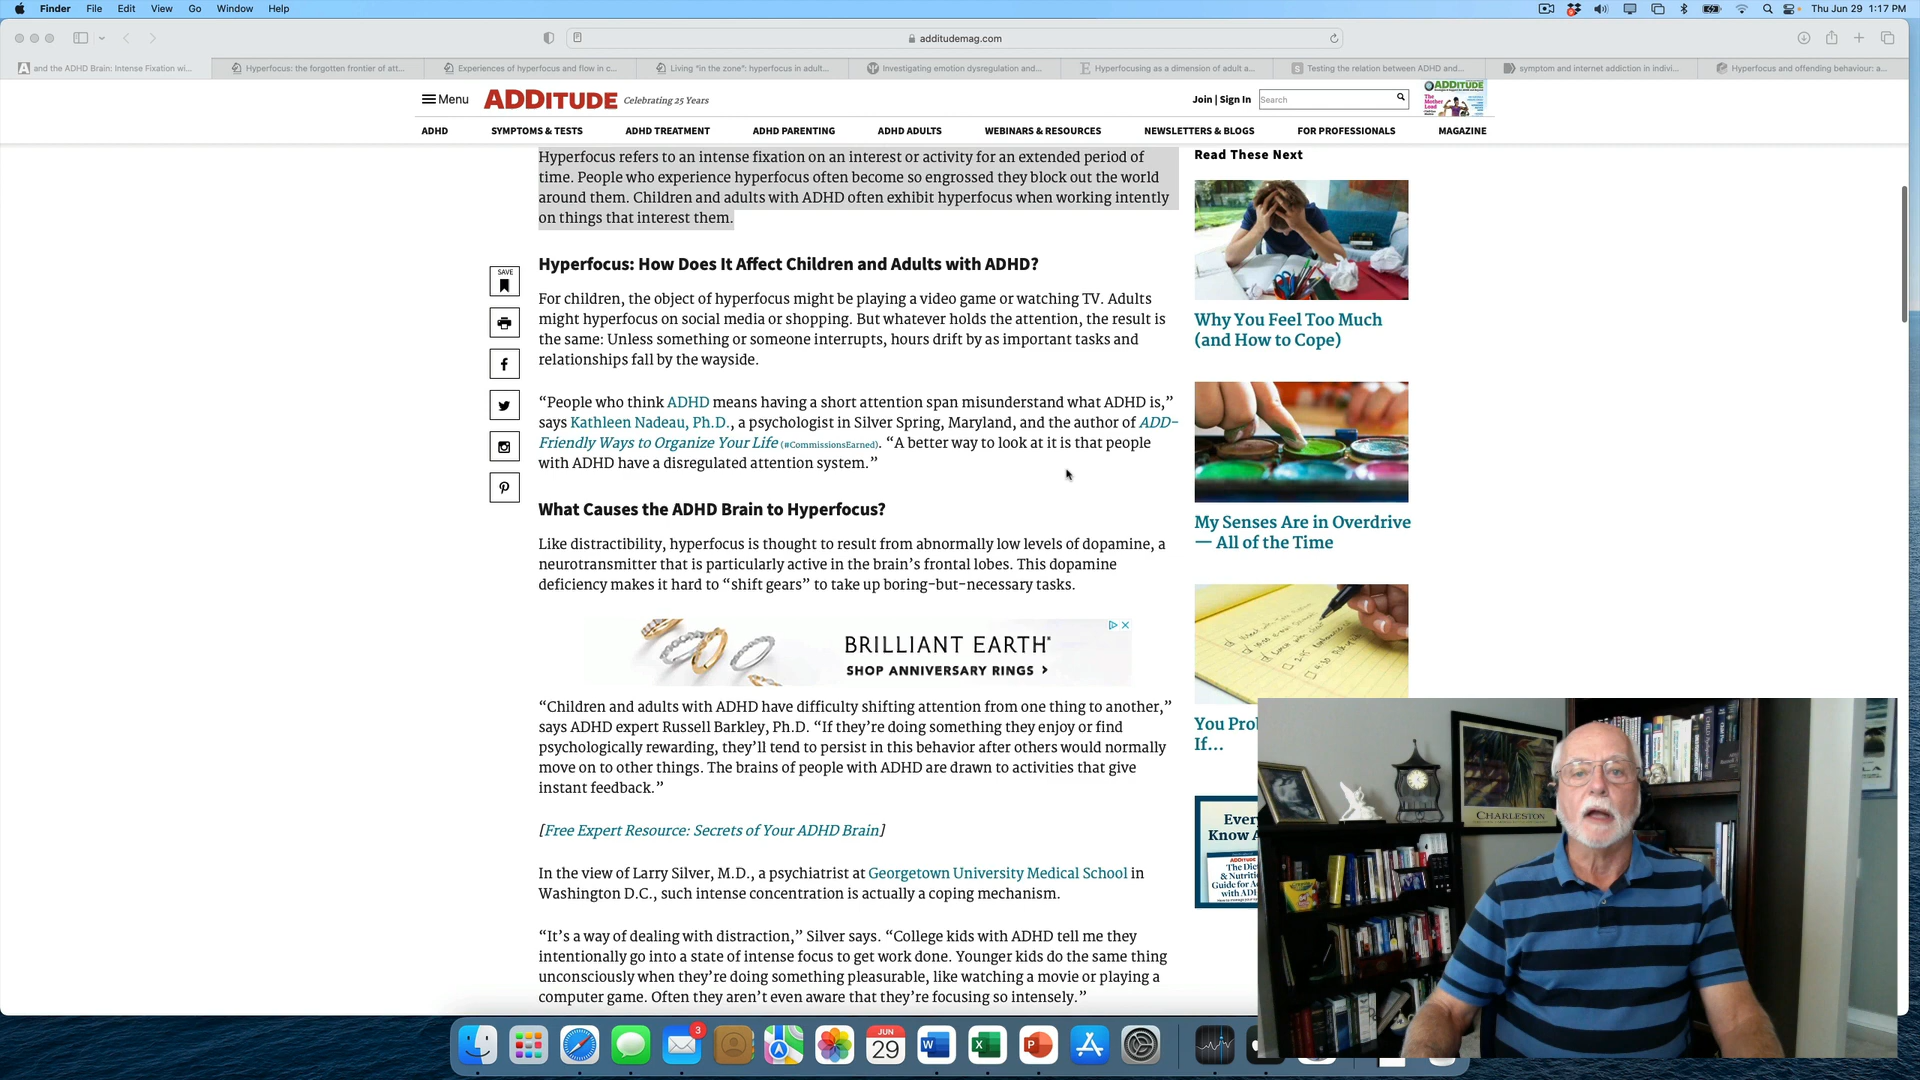 Finder File Edit View Go Window Help
Thu Jun 29 1:17 PM
additudemag.com
and the ADHD Brain: Intense Fixation wi...
Hyperfocus: the forgotten frontier of att...
Experiences of hyperfocus and flow in c...
Living "in the zone": hyperfocus in adult...
Investigating emotion dysregulation and...
Hyperfocusing as a dimension of adult a...
Testing the relation between ADHD and...
symptom and internet addiction in indivi...
Hyperfocus and offending behaviour: a...
Menu
ADDITUDE Celebrating 25 Years
Join | Sign In
Search
ADDITUDE
ADHD SYMPTOMS & TESTS ADHD TREATMENT ADHD PARENTING ADHD ADULTS WEBINARS & RESOURCES NEWSLETTERS & BLOGS FOR PROFESSIONALS MAGAZINE
Hyperfocus refers to an intense fixation on an interest or activity for an extended period of
time. People who experience hyperfocus often become so engrossed they block out the world
around them. Children and adults with ADHD often exhibit hyperfocus when working intently
on things that interest them.
SAVE
Hyperfocus: How Does It Affect Children and Adults with ADHD?
For children, the object of hyperfocus might be playing a video game or watching TV. Adults
might hyperfocus on social media or shopping. But whatever holds the attention, the result is
the same: Unless something or someone interrupts, hours drift by as important tasks and
relationships fall by the wayside.
“People who think ADHD means having a short attention span misunderstand what ADHD is,”
says Kathleen Nadeau, Ph.D., a psychologist in Silver Spring, Maryland, and the author of ADD-
Friendly Ways to Organize Your Life (#CommissionsEarned). “A better way to look at it is that people
with ADHD have a disregulated attention system.”
What Causes the ADHD Brain to Hyperfocus?
Like distractibility, hyperfocus is thought to result from abnormally low levels of dopamine, a
neurotransmitter that is particularly active in the brain’s frontal lobes. This dopamine
deficiency makes it hard to “shift gears” to take up boring-but-necessary tasks.
BRILLIANT EARTH
SHOP ANNIVERSARY RINGS >
“Children and adults with ADHD have difficulty shifting attention from one thing to another,”
says ADHD expert Russell Barkley, Ph.D. “If they’re doing something they enjoy or find
psychologically rewarding, they’ll tend to persist in this behavior after others would normally
move on to other things. The brains of people with ADHD are drawn to activities that give
instant feedback.”
[Free Expert Resource: Secrets of Your ADHD Brain]
In the view of Larry Silver, M.D., a psychiatrist at Georgetown University Medical School in
Washington D.C., such intense concentration is actually a coping mechanism.
“It’s a way of dealing with distraction,” Silver says. “College kids with ADHD tell me they
intentionally go into a state of intense focus to get work done. Younger kids do the same thing
unconsciously when they’re doing something pleasurable, like watching a movie or playing a
computer game. Often they aren’t even aware that they’re focusing so intensely.”
Read These Next
Why You Feel Too Much
(and How to Cope)
My Senses Are in Overdrive
— All of the Time
If...
CHARLESTON
3
JUN
29